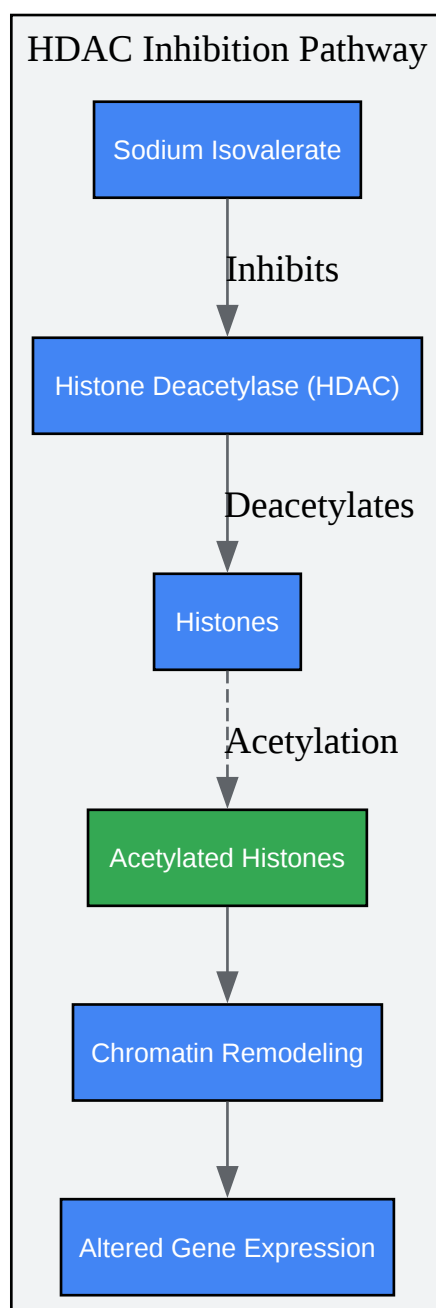 HDAC Inhibition Pathway
Sodium Isovalerate
Inhibits
Histone Deacetylase (HDAC)
Deacetylates
Histones
Acetylation
Acetylated Histones
Chromatin Remodeling
Altered Gene Expression